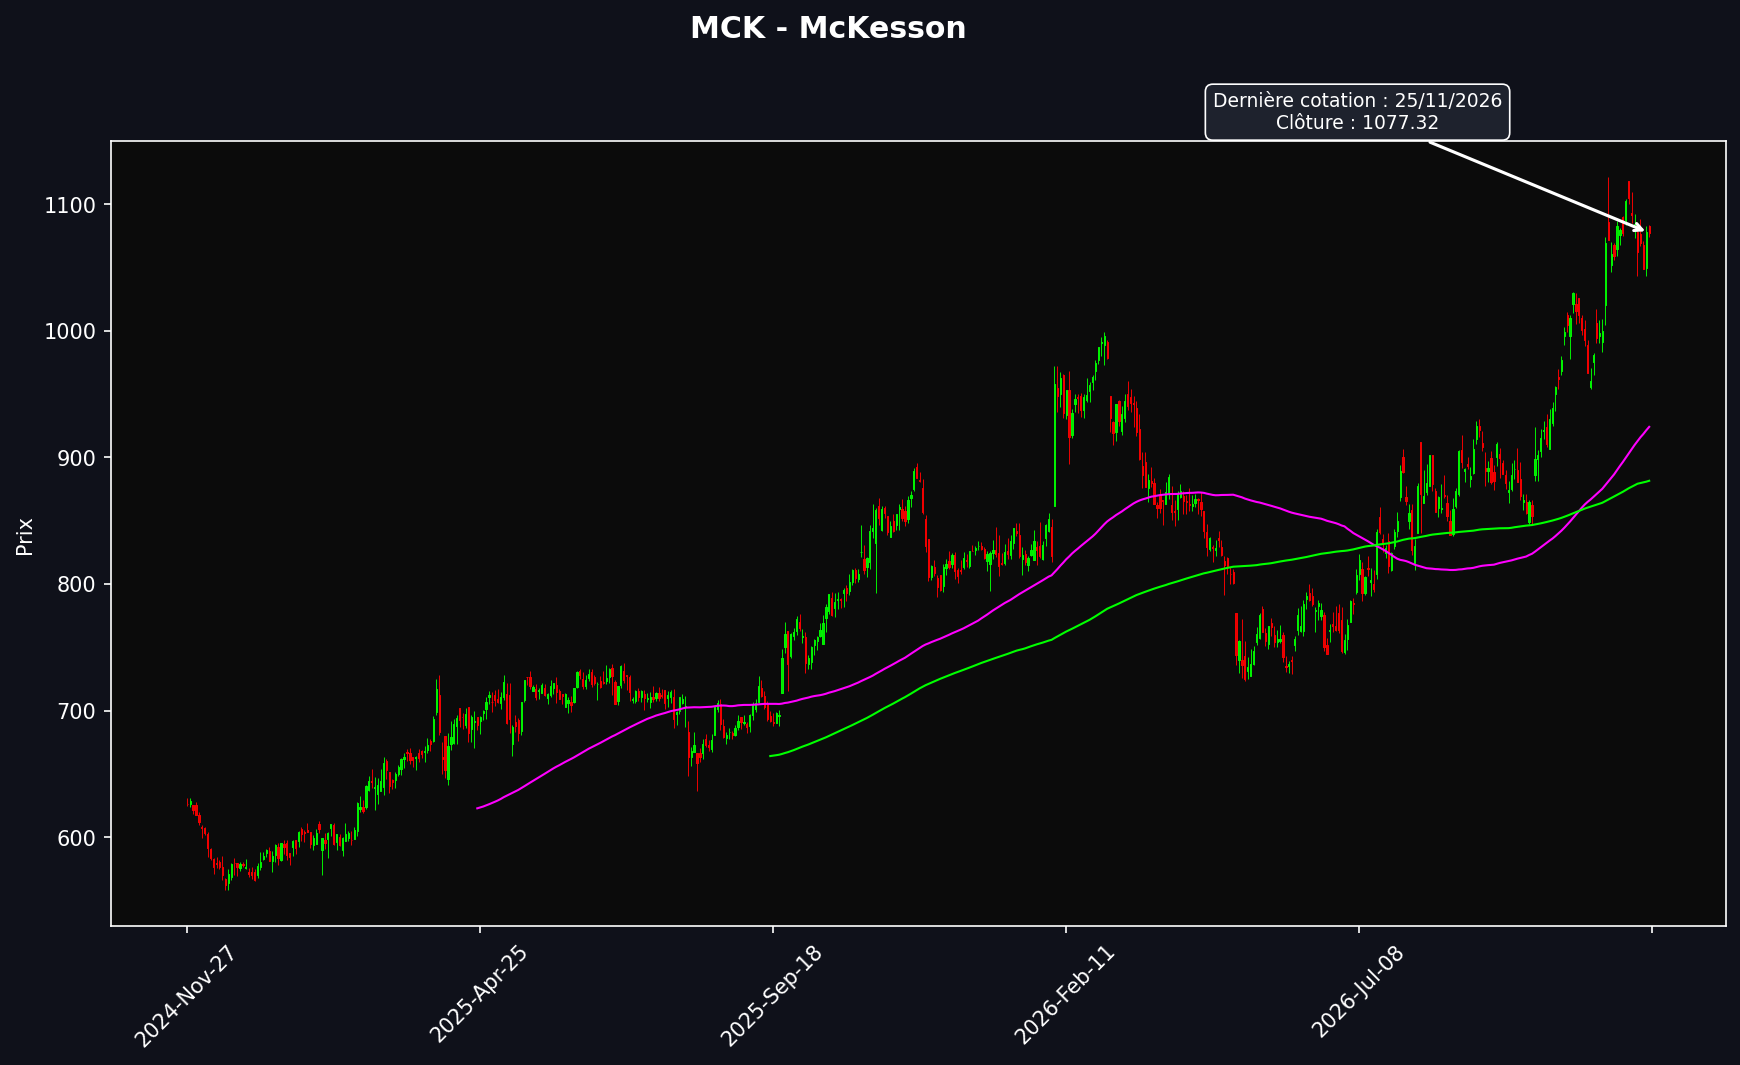 MCK - McKesson
Dernière cotation : 25/11/2026
Clôture : 1077.32
1100
1000
900
800
700
600
Prix
2024-Nov-27
2025-Apr-25
2025-Sep-18
2026-Feb-11
2026-Jul-08